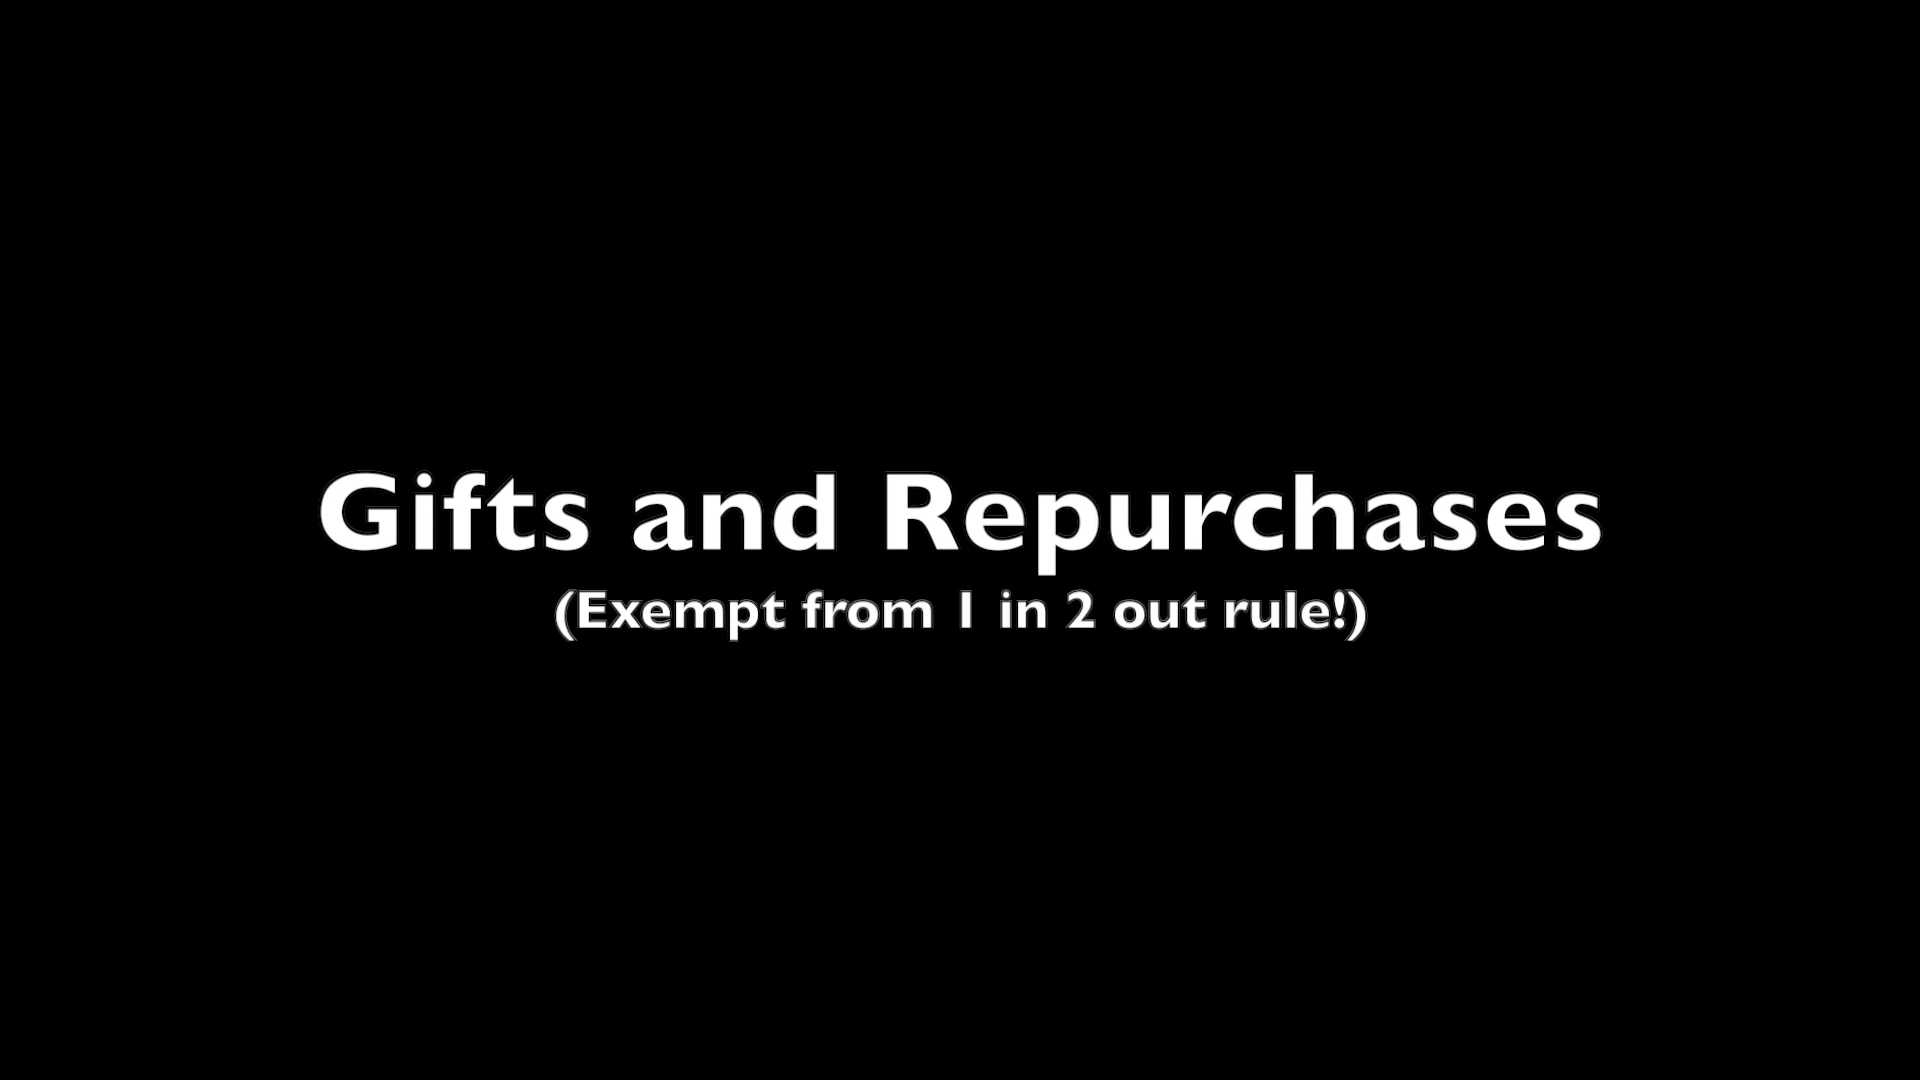 Gifts and Repurchases
(Exempt from 1 in 2 out rule!)